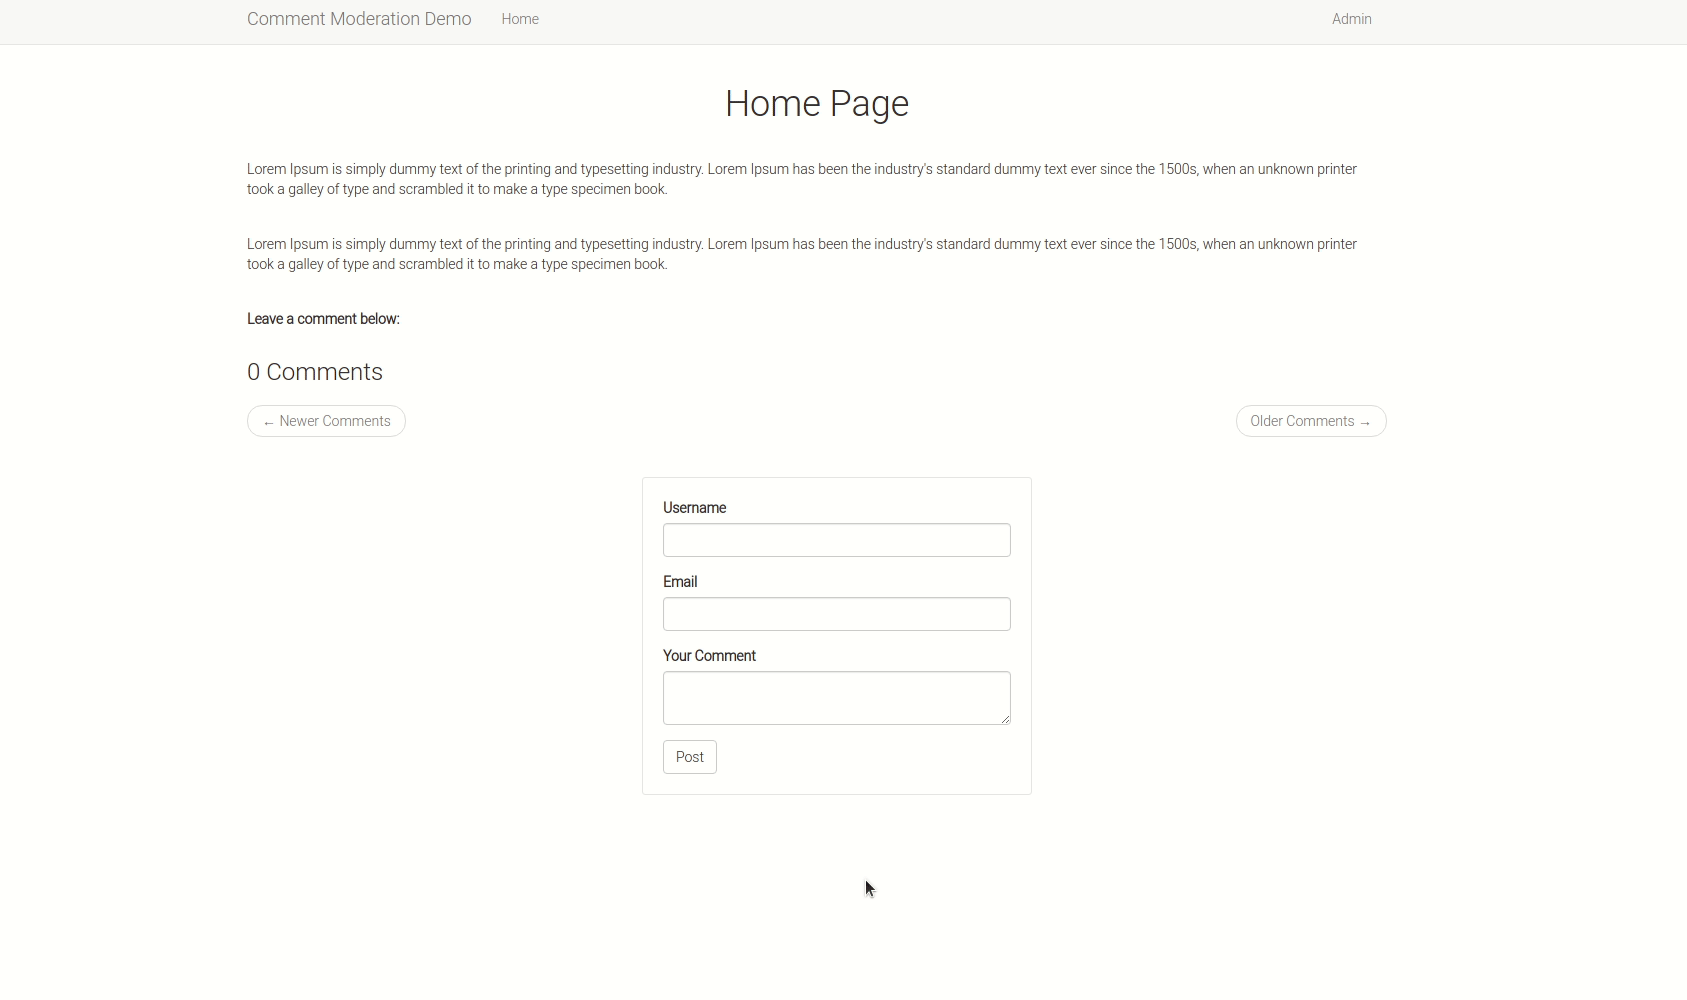 Comment Moderation Demo Home Admin
Home Page
Lorem Ipsum is simply dummy text of the printing and typesetting industry. Lorem Ipsum has been the industry's standard dummy text ever since the 1500s, when an unknown printer
took a galley of type and scrambled it to make a type specimen book.
Lorem Ipsum is simply dummy text of the printing and typesetting industry. Lorem Ipsum has been the industry's standard dummy text ever since the 1500s, when an unknown printer
took a galley of type and scrambled it to make a type specimen book.
Leave a comment below:
0 Comments
← Newer Comments Older Comments →
Username
Email
Your Comment
Post